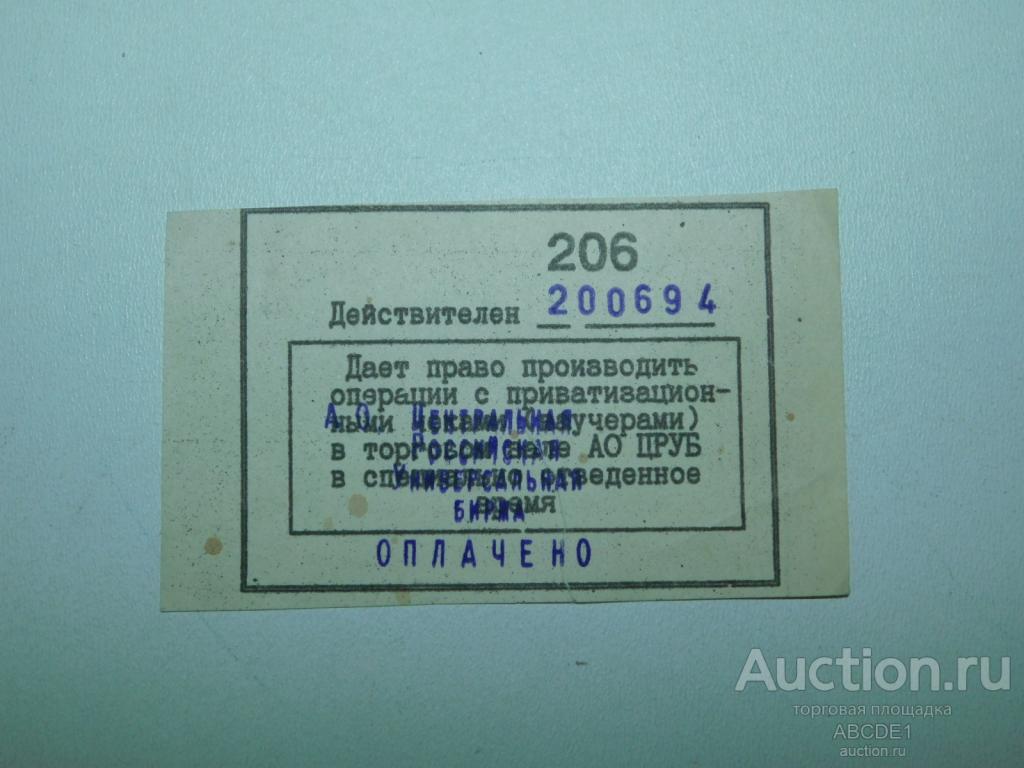 206
Действителен 200694
Дает право производить
операции с приватизацион-
ными чеками (ваучерами)
в торговом зале АО ЦРУБ
в специально отведенное
время
А.О. Центральная
Российская
Универсальная
биржа
ОПЛАЧЕНО
Auction.ru
торговая площадка
ABCDE1
auction.ru